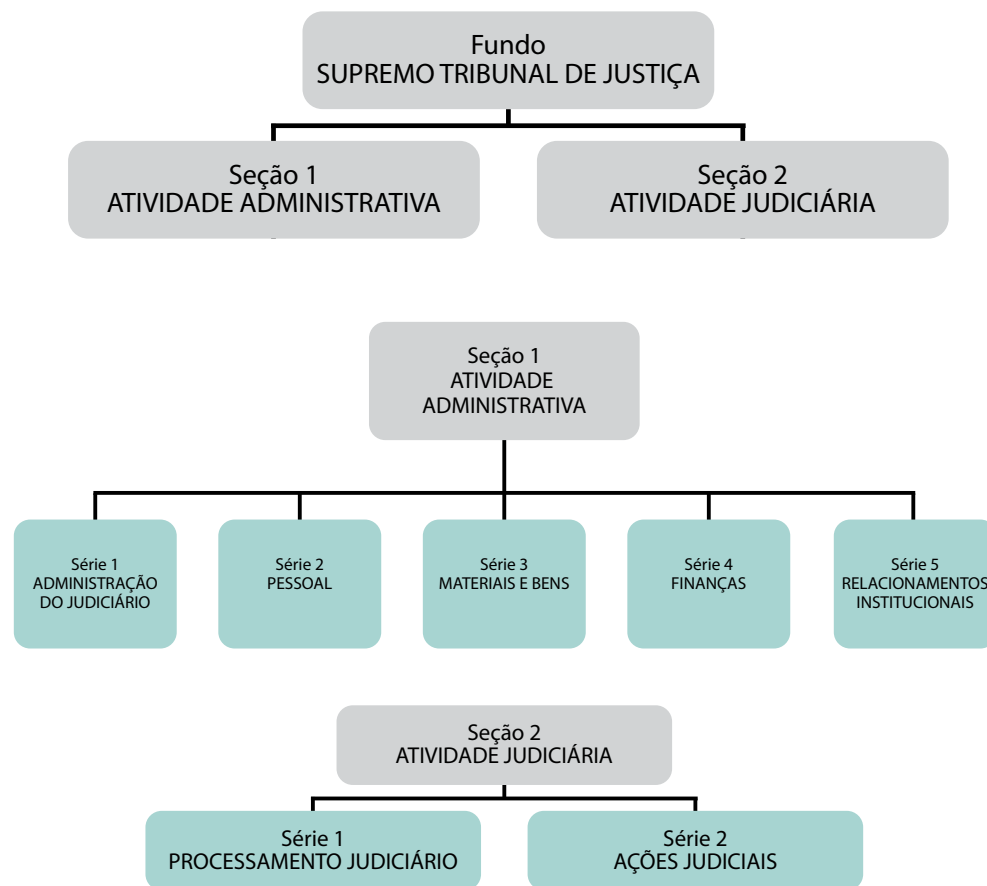 Fundo
SUPREMO TRIBUNAL DE JUSTIÇA
Seção 1
ATIVIDADE ADMINISTRATIVA
Seção 2
ATIVIDADE JUDICIÁRIA
Seção 1
ATIVIDADE
ADMINISTRATIVA
Série 1
ADMINISTRAÇÃO
DO JUDICIÁRIO
Série 2
PESSOAL
Série 3
MATERIAIS E BENS
Série 4
FINANÇAS
Série 5
RELACIONAMENTOS
INSTITUCIONAIS
Seção 2
ATIVIDADE JUDICIÁRIA
Série 1
PROCESSAMENTO JUDICIÁRIO
Série 2
AÇÕES JUDICIAIS